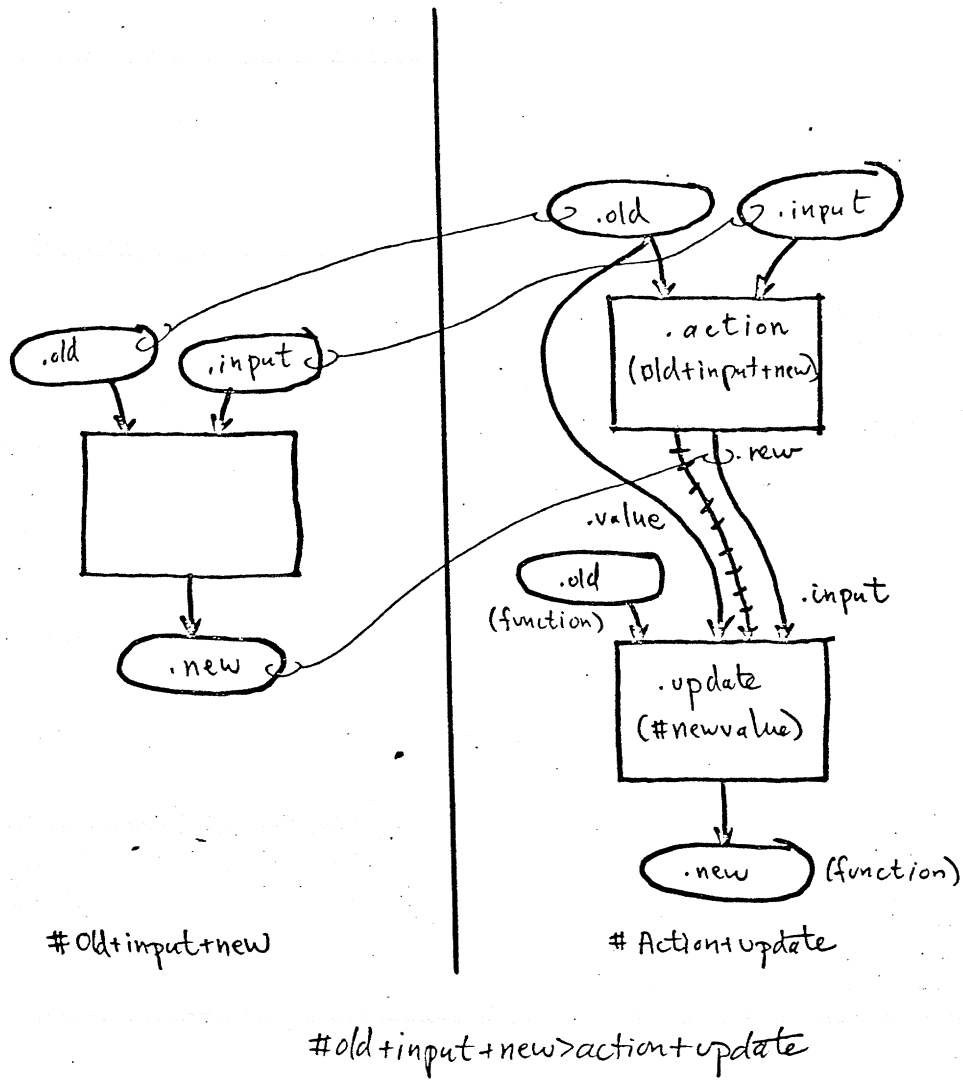 .old
.input
.new
#Old+input+new
.old
.input
.action
(old+input+new)
.new
.value
.old
(function)
.input
.update
(#newvalue)
.new
(function)
# Action+update
#old+input+new>action+update